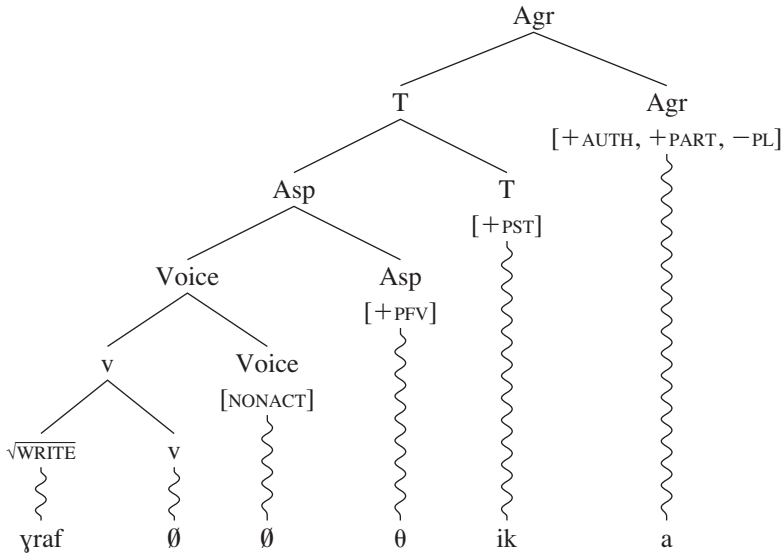 Agr
T Agr
[+AUTH, +PART, −PL]
Asp T
[+PST]
Voice Asp
[+PFV]
v Voice
[NONACT]
√WRITE v
ɣraf Ø Ø θ ik a